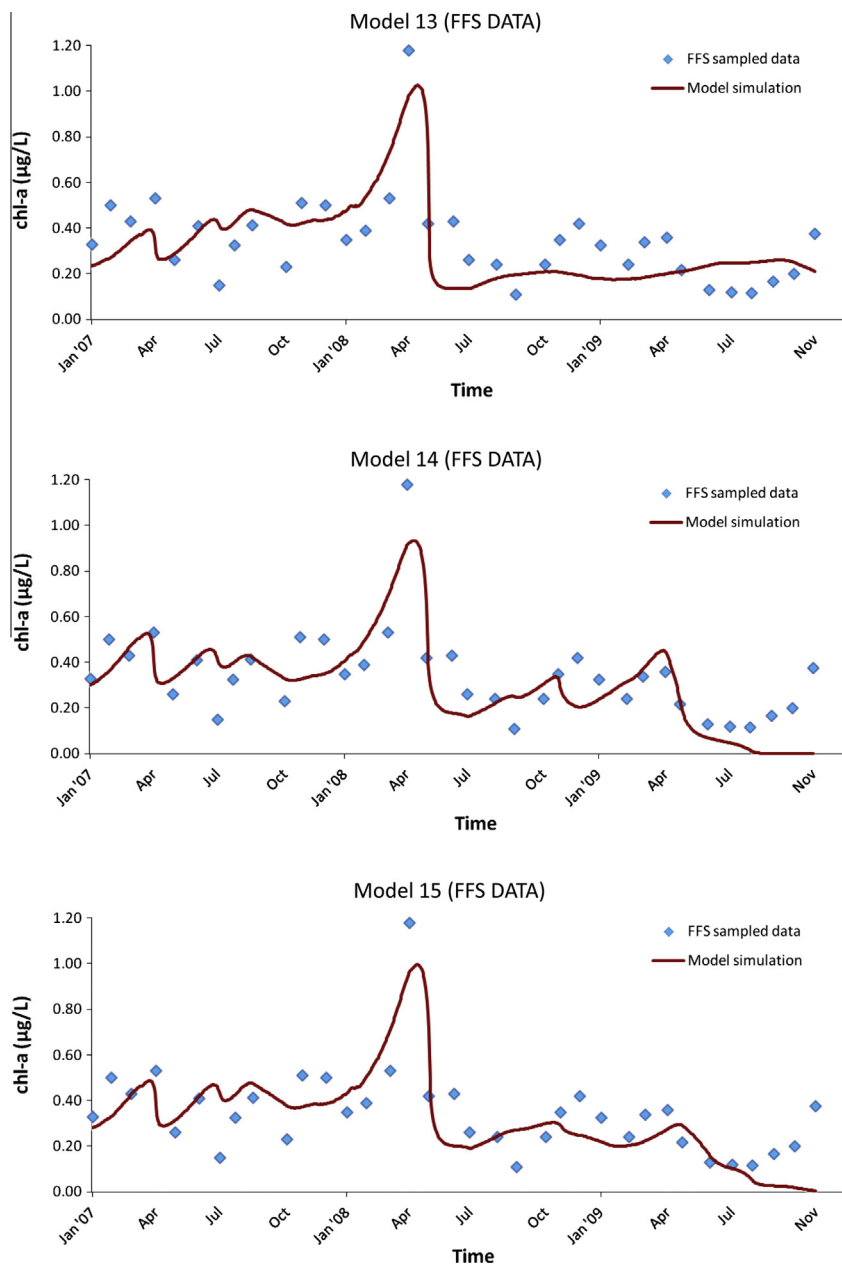 Model 13 (FFS DATA)
1.20
1.00
0.80
0.60
0.40
0.20
0.00
chl-a (µg/L)
FFS sampled data
Model simulation
Jan '07
Apr
Jul
Oct
Jan '08
Apr
Jul
Oct
Jan '09
Apr
Jul
Nov
Time
Model 14 (FFS DATA)
1.20
1.00
0.80
0.60
0.40
0.20
0.00
chl-a (µg/L)
FFS sampled data
Model simulation
Jan '07
Apr
Jul
Oct
Jan '08
Apr
Jul
Oct
Jan '09
Apr
Jul
Nov
Time
Model 15 (FFS DATA)
1.20
1.00
0.80
0.60
0.40
0.20
0.00
chl-a (µg/L)
FFS sampled data
Model simulation
Jan '07
Apr
Jul
Oct
Jan '08
Apr
Jul
Oct
Jan '09
Apr
Jul
Nov
Time